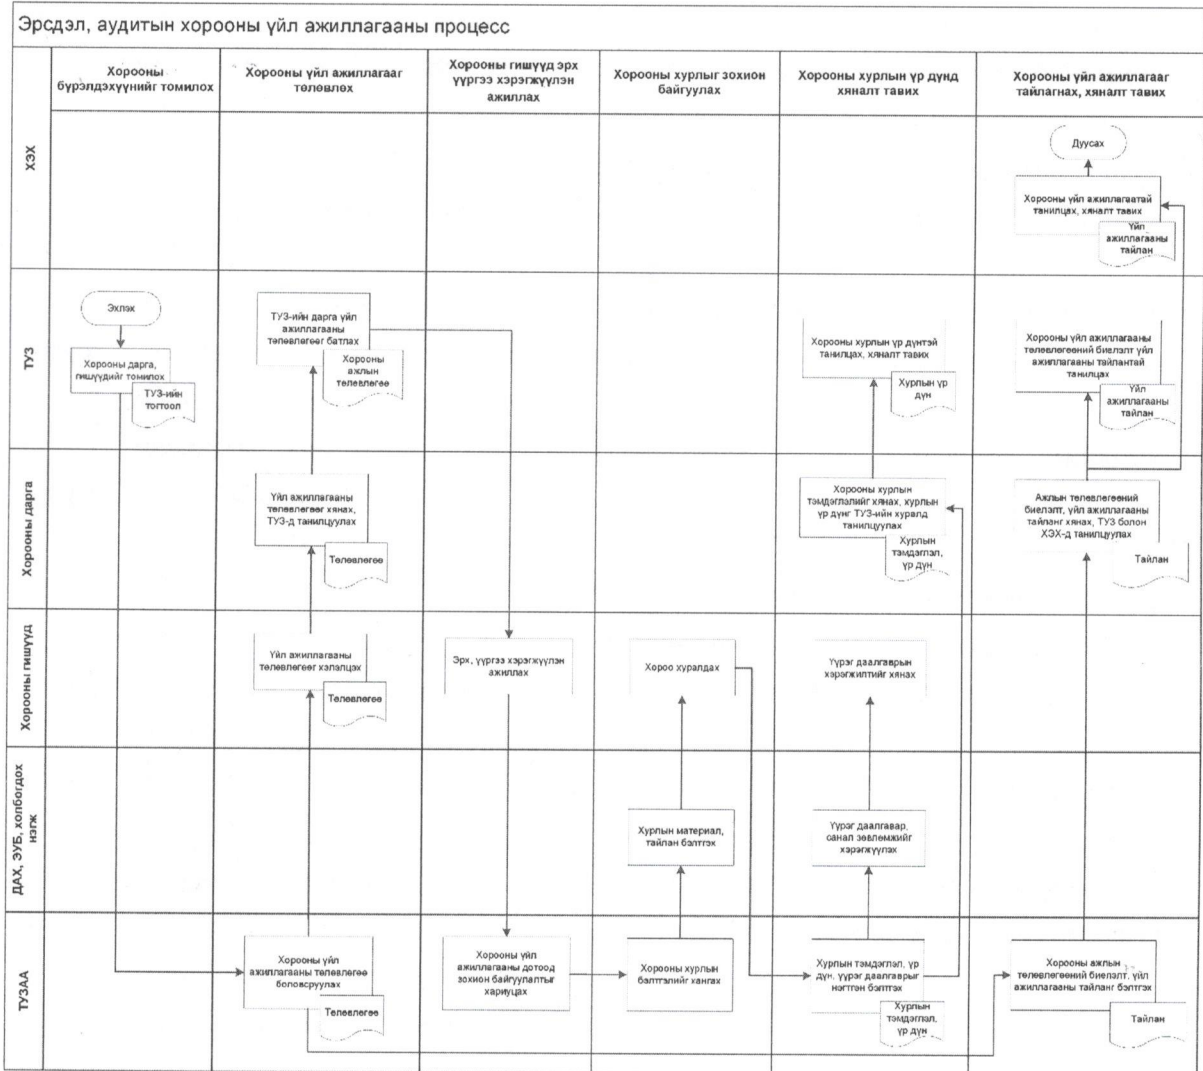 Эрсдэл, аудитын хорооны үйл ажиллагааны процесс
Хорооны
бүрэлдэхүүнийг томилох
Хорооны үйл ажиллагааг
төлөвлөх
Хорооны гишүүд эрх
үүргээ хэрэгжүүлэн
ажиллах
Хорооны хурлыг зохион
байгуулах
Хорооны хурлын үр дүнд
хяналт тавих
Хорооны үйл ажиллагааг
тайлагнах, хяналт тавих
ХЭХ
Дуусах
Хорооны үйл ажиллагаатай
танилцах, хяналт тавих
Үйл
ажиллагааны
тайлан
ТУЗ
Эхлэх
Хорооны дарга,
гишүүдийг томилох
ТУЗ-ийн
тогтоол
ТУЗ-ийн дарга үйл
ажиллагааны
төлөвлөгөөг батлах
Хорооны
ажлын
төлөвлөгөө
Хорооны хурлын үр дүнтэй
танилцах, хяналт тавих
Хурлын үр
дүн
Хорооны үйл ажиллагааны
төлөвлөгөөний биелэлт үйл
ажиллагааны тайлантай
танилцах
Үйл
ажиллагааны
тайлан
Хорооны дарга
Үйл ажиллагааны
төлөвлөгөөг хянах,
ТУЗ-д танилцуулах
Төлөвлөгөө
Хорооны хурлын
тэмдэглэлийг хянах, хурлын
үр дүнг ТУЗ-ийн хуралд
танилцуулах
Хурлын
тэмдэглэл,
үр дүн
Ажлын төлөвлөгөөний
биелэлт, үйл ажиллагааны
тайланг хянах, ТУЗ болон
ХЭХ-д танилцуулах
Тайлан
Хорооны гишүүд
Үйл ажиллагааны
төлөвлөгөөг хэлэлцэх
Төлөвлөгөө
Эрх, үүргээ хэрэгжүүлэн
ажиллах
Хороо хуралдах
Үүрэг даалгаврын
хэрэгжилтийг хянах
ДАХ, ЭУБ, холбогдох
нэгж
Хурлын материал,
тайлан бэлтгэх
Үүрэг даалгавар,
санал зөвлөмжийг
хэрэгжүүлэх
ТУЗАА
Хорооны үйл
ажиллагааны төлөвлөгөө
боловсруулах
Төлөвлөгөө
Хорооны үйл
ажиллагааны дотоод
зохион байгуулалтыг
хариуцах
Хорооны хурлын
бэлтгэлийг хангах
Хурлын тэмдэглэл, үр
дүн, үүрэг даалгаврыг
нэгтгэн бэлтгэх
Хурлын
тэмдэглэл,
үр дүн
Хорооны ажлын
төлөвлөгөөний биелэлт, үйл
ажиллагааны тайланг бэлтгэх
Тайлан